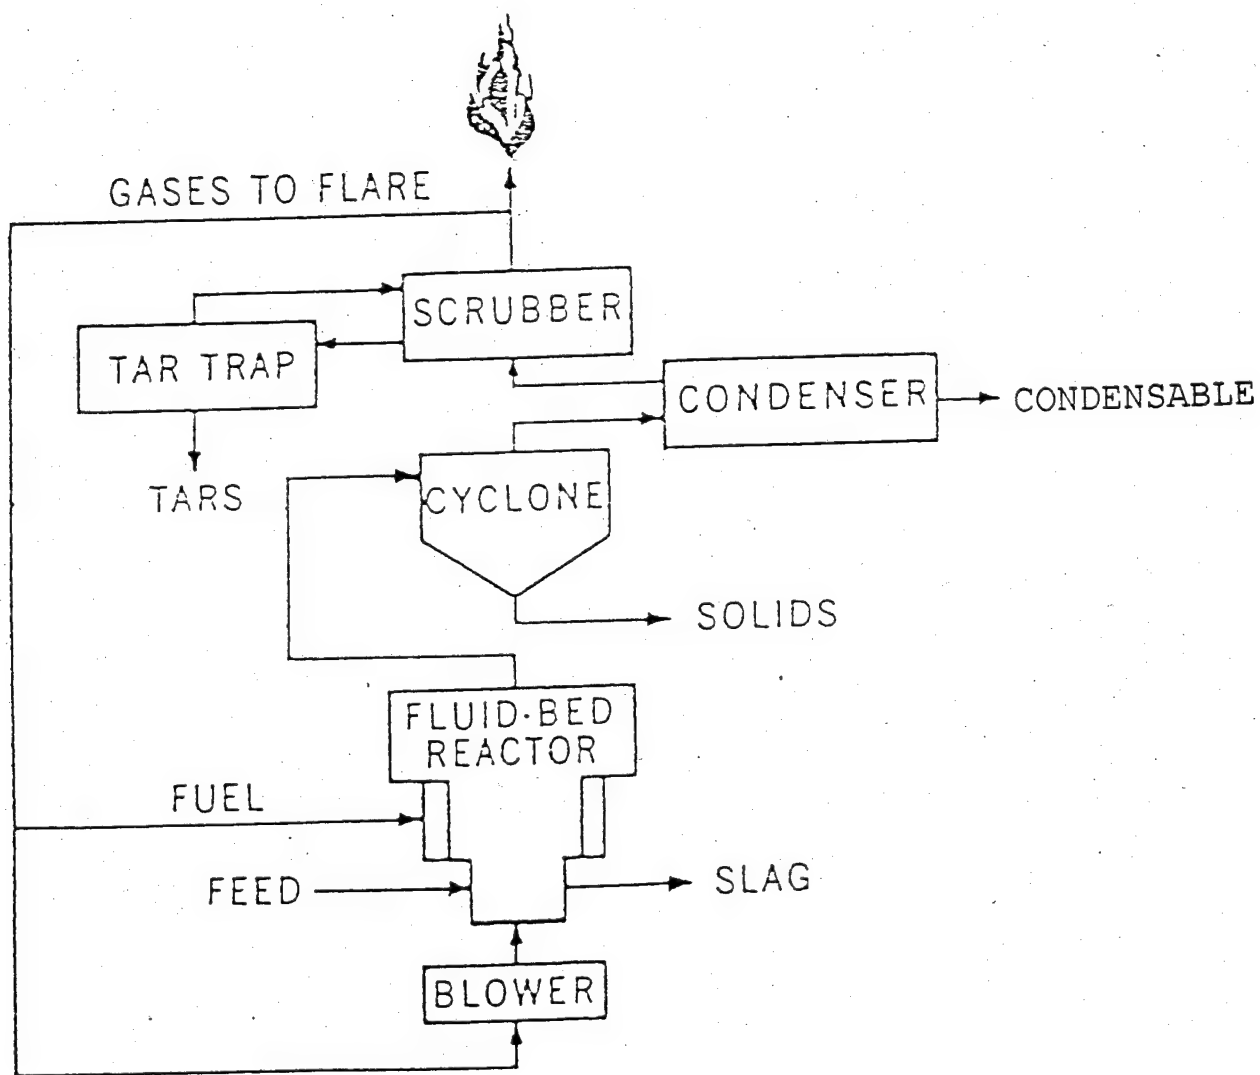 GASES TO FLARE
SCRUBBER
TAR TRAP
CONDENSER
CONDENSABLE
TARS
CYCLONE
SOLIDS
FLUID-BED
REACTOR
FUEL
FEED
SLAG
BLOWER